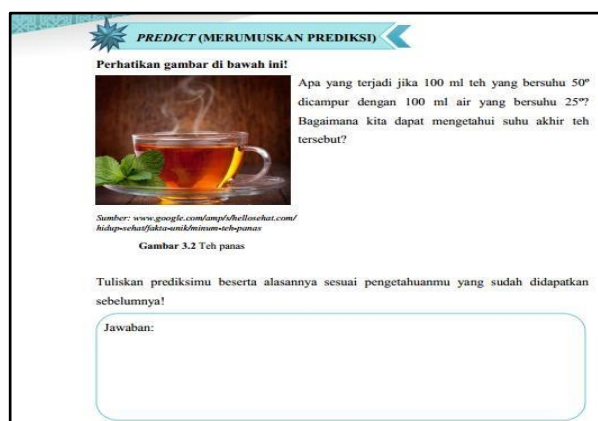 PREDICT (MERUMUSKAN PREDIKSI)
Perhatikan gambar di bawah ini!
Apa yang terjadi jika 100 ml teh yang bersuhu 50º
dicampur dengan 100 ml air yang bersuhu 25º?
Bagaimana kita dapat mengetahui suhu akhir teh
tersebut?
Sumber: www.google.com/amp/s/hellosehat.com/
hidup-sehat/fakta-unik/minum-teh-panas
Gambar 3.2 Teh panas
Tuliskan prediksimu beserta alasannya sesuai pengetahuanmu yang sudah didapatkan
sebelumnya!
Jawaban: